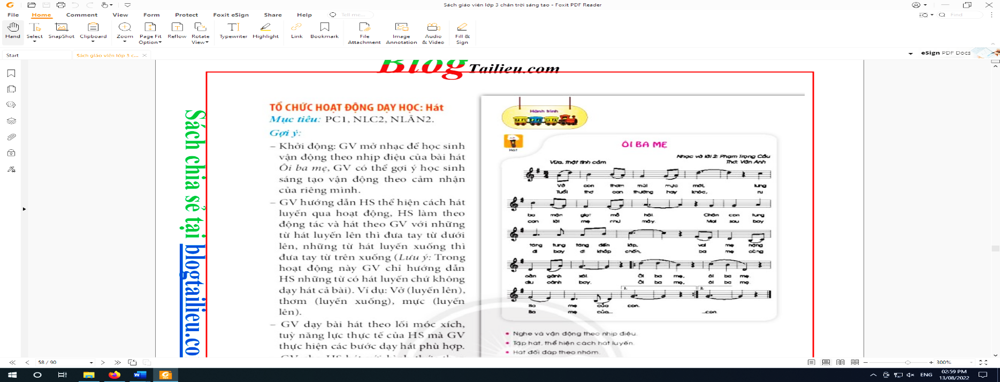 Sách giáo viên lớp 3 chân trời sáng tạo - Foxit PDF Reader
File Home Comment View Form Protect Foxit eSign Share Help Tell me... Find
Hand Select SnapShot Clipboard Zoom Page Fit Option Reflow Rotate View Typewriter Highlight Link Bookmark File Attachment Image Annotation Audio & Video Fill & Sign
Start Sách giáo viên lớp 3 c... eSign PDF Docs
Blog Tailieu.com
Sách chia sẻ tại blogtailieu.co
TỔ CHỨC HOẠT ĐỘNG DẠY HỌC: Hát
Mục tiêu: PC1, NLC2, NLÂN2.
Gợi ý:
– Khởi động: GV mở nhạc để học sinh
vận động theo nhịp điệu của bài hát
Ôi ba mẹ, GV có thể gợi ý học sinh
sáng tạo vận động theo cảm nhận
của riêng mình.
– GV hướng dẫn HS thể hiện cách hát
luyến qua hoạt động, HS làm theo
động tác và hát theo GV với những
từ hát luyến lên thì đưa tay từ dưới
lên, những từ hát luyến xuống thì
đưa tay từ trên xuống (Lưu ý: Trong
hoạt động này GV chỉ hướng dẫn
HS những từ có hát luyến chứ không
dạy hát cả bài). Ví dụ: Vở (luyến lên),
thơm (luyến xuống), mực (luyến
lên).
– GV dạy bài hát theo lối móc xích,
tuỳ năng lực thực tế của HS mà GV
thực hiện các bước dạy hát phù hợp.
Hành trình
Hát
ÔI BA MẸ
Nhạc và lời 2: Phạm Trọng Cầu
Vừa, thật tình cảm
Thơ: Vân Anh
Vở con thơm mùi mực mới, lưng
Tuổi thơ con thường hay khóc, ru
ba mặn giọt mồ hôi. Chân con tung
con lời mẹ như mây. Mai sau bay
tăng tung tăng đến lớp, vai mẹ nặng
đi bay đi khắp chốn, ba mẹ cũng
oằn gánh xôi. Ôi ba mẹ, ôi ba mẹ.
dìu cánh bay. Ôi ba mẹ, ôi ba mẹ.
1. 2.
Ba mẹ của con.
Ba mẹ của... ...con.
• Nghe và vận động theo nhịp điệu.
• Tập hát, thể hiện cách hát luyến.
• Hát đối đáp theo nhóm.
58 / 90 300%
ENG 02:59 PM
13/08/2022